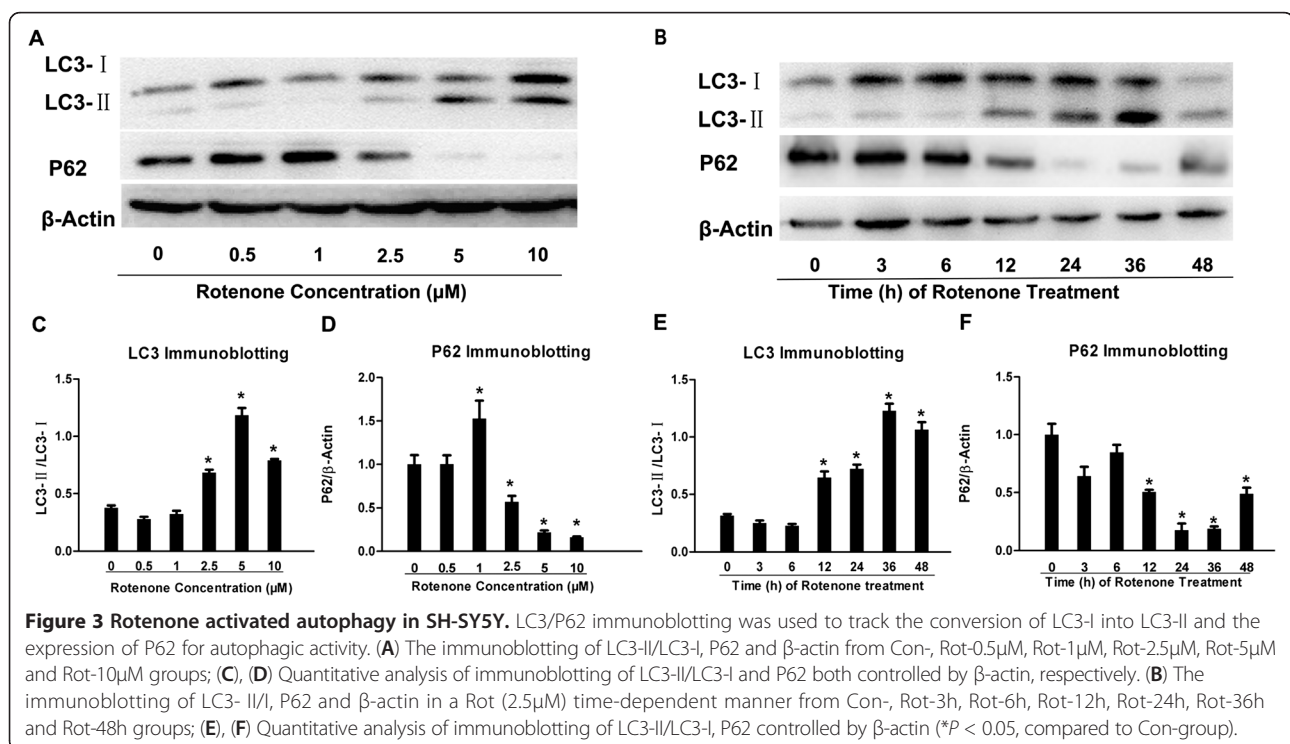 A
LC3- Ⅰ
LC3- Ⅱ
P62
β-Actin
0 0.5 1 2.5 5 10
Rotenone Concentration (μM)
B
LC3- Ⅰ
LC3- Ⅱ
P62
β-Actin
0 3 6 12 24 36 48
Time (h) of Rotenone Treatment
C
LC3 Immunoblotting
LC3-Ⅱ/LC3-Ⅰ
1.5
1.0
0.5
0.0
* * *
0 0.5 1 2.5 5 10
Rotenone Concentration (μM)
D
P62 Immunoblotting
P62/β-Actin
2.0
1.5
1.0
0.5
0.0
* * * *
0 0.5 1 2.5 5 10
Rotenone Concentration (μM)
E
LC3 Immunoblotting
LC3-Ⅱ/LC3-Ⅰ
1.5
1.0
0.5
0.0
* * * *
0 3 6 12 24 36 48
Time (h) of Rotenone treatment
F
P62 Immunoblotting
P62/β-Actin
1.5
1.0
0.5
0.0
* * * *
0 3 6 12 24 36 48
Time (h) of Rotenone Treatment
Figure 3 Rotenone activated autophagy in SH-SY5Y. LC3/P62 immunoblotting was used to track the conversion of LC3-I into LC3-II and the
expression of P62 for autophagic activity. (A) The immunoblotting of LC3-II/LC3-I, P62 and β-actin from Con-, Rot-0.5μM, Rot-1μM, Rot-2.5μM, Rot-5μM
and Rot-10μM groups; (C), (D) Quantitative analysis of immunoblotting of LC3-II/LC3-I and P62 both controlled by β-actin, respectively. (B) The
immunoblotting of LC3- II/I, P62 and β-actin in a Rot (2.5μM) time-dependent manner from Con-, Rot-3h, Rot-6h, Rot-12h, Rot-24h, Rot-36h
and Rot-48h groups; (E), (F) Quantitative analysis of immunoblotting of LC3-II/LC3-I, P62 controlled by β-actin (*P < 0.05, compared to Con-group).